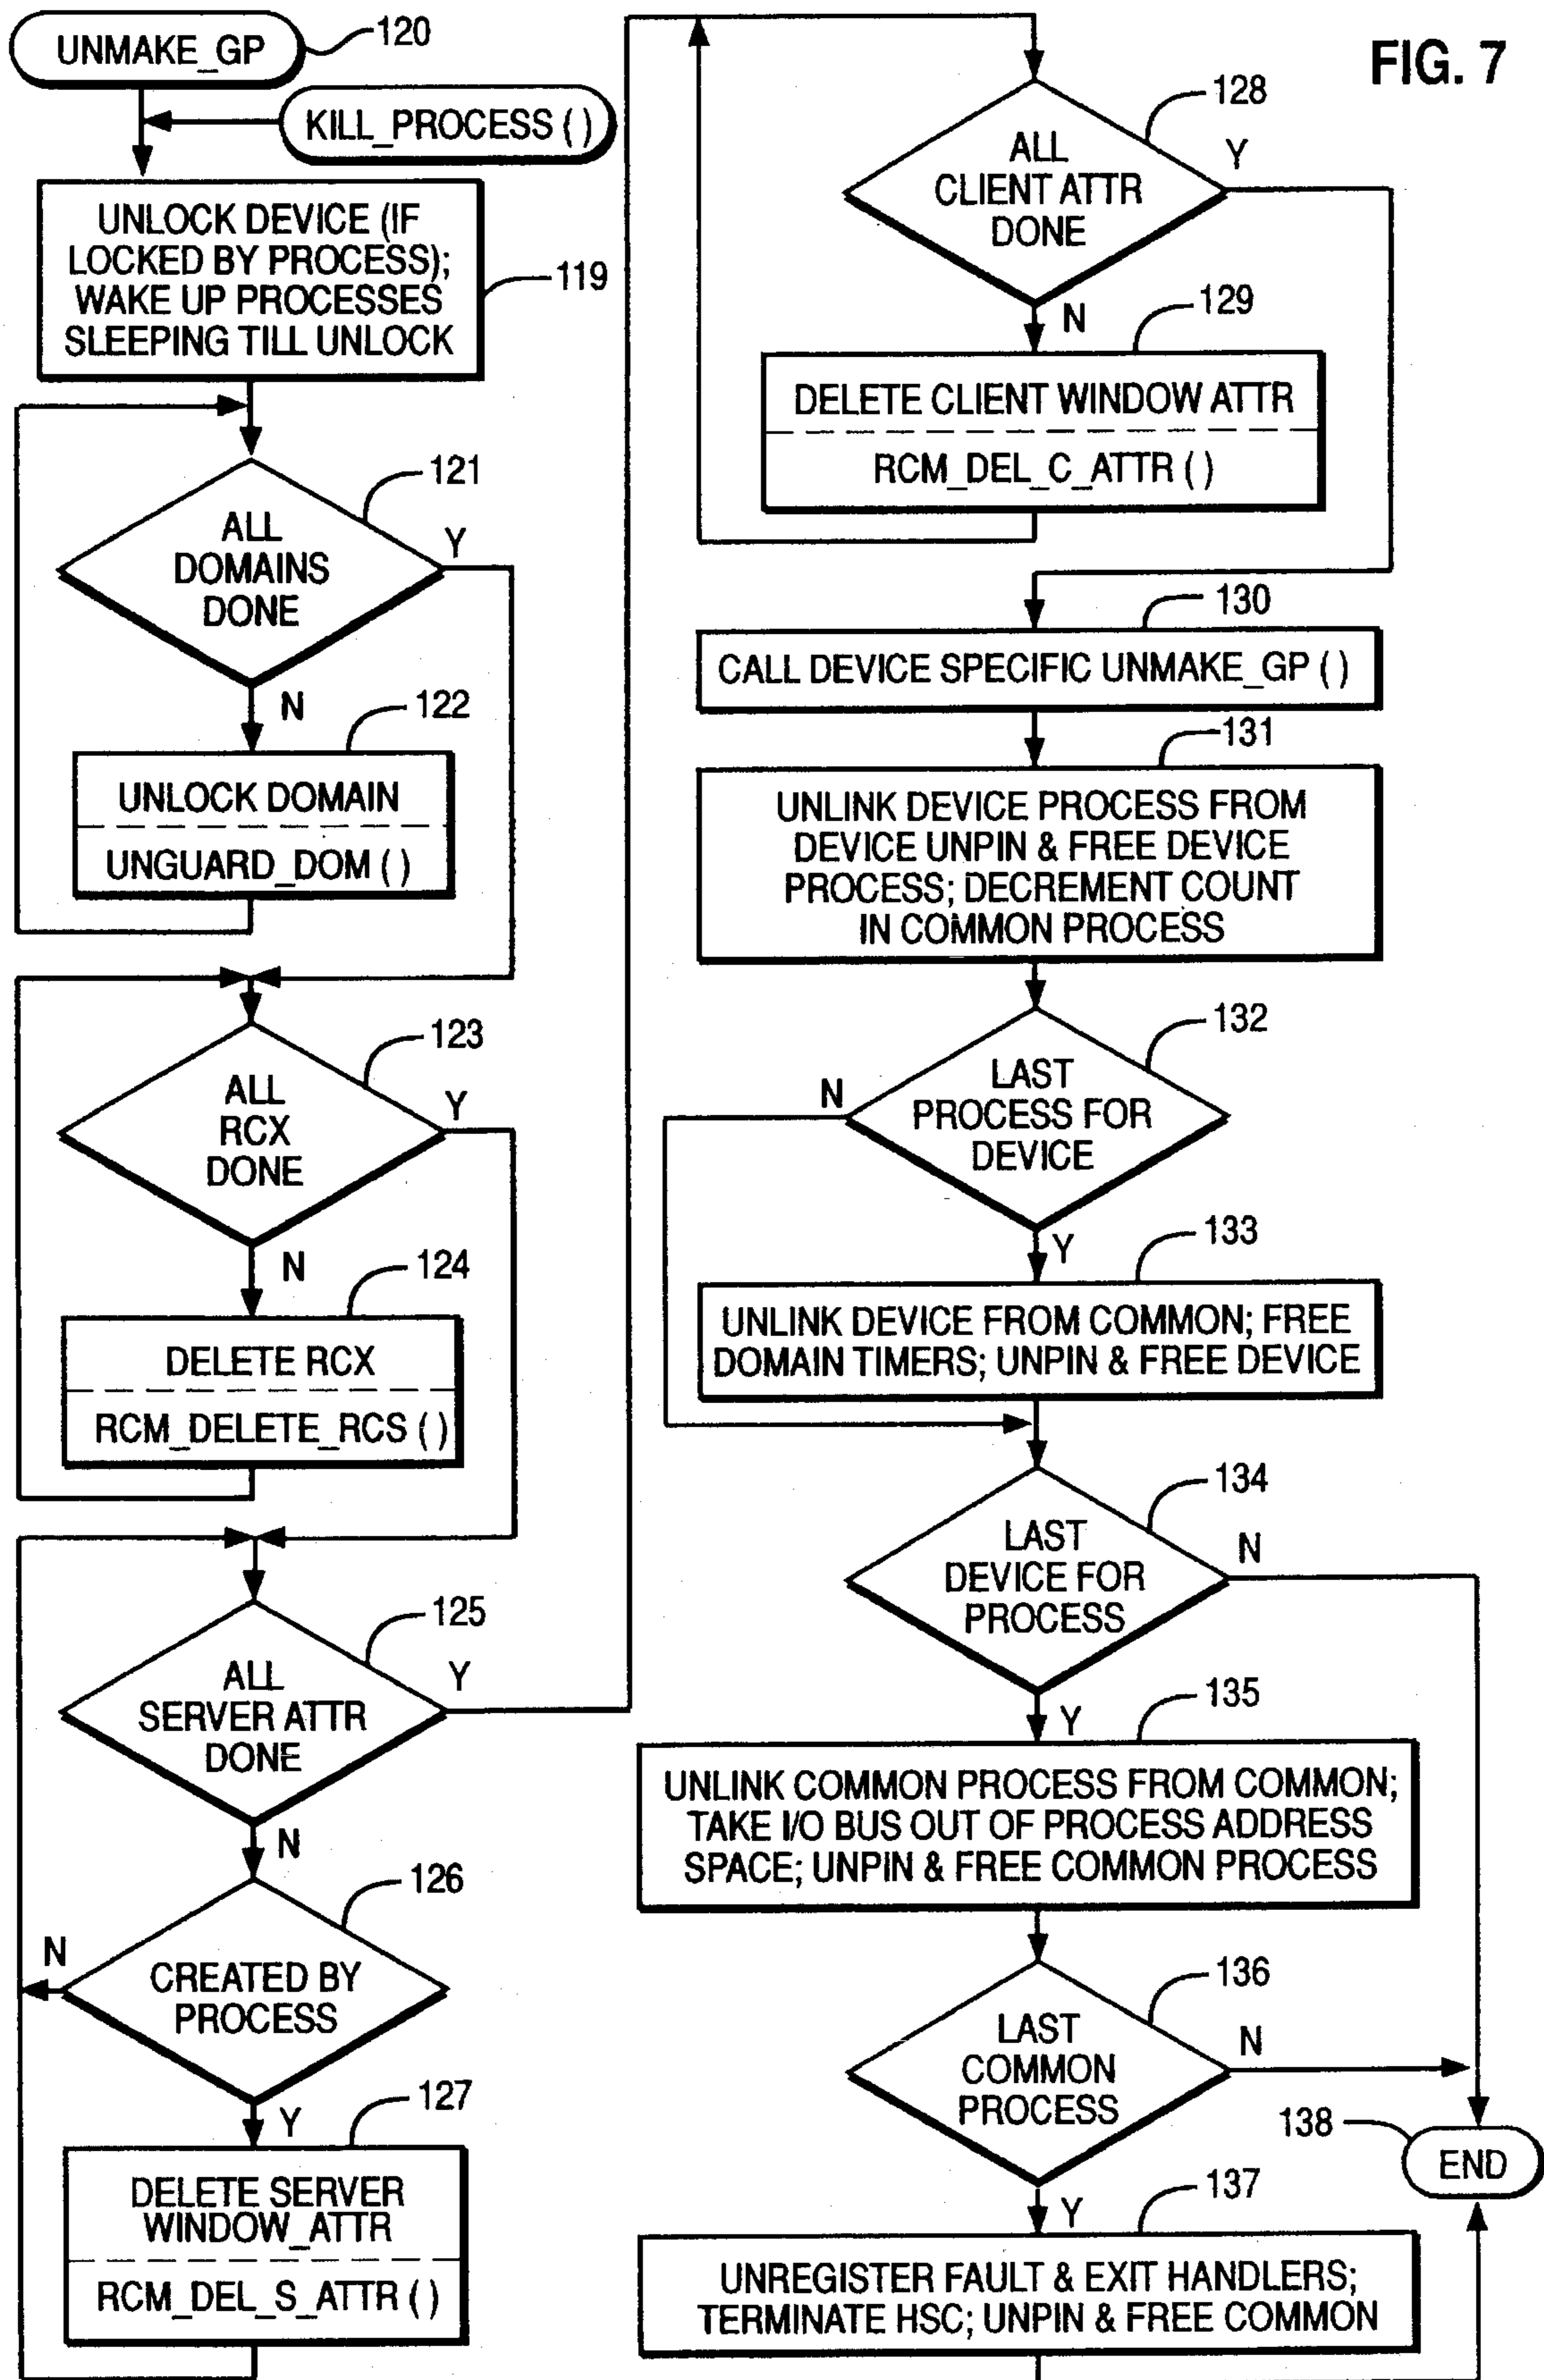 FIG. 7
UNMAKE_GP
120
KILL_PROCESS ( )
UNLOCK DEVICE (IF
LOCKED BY PROCESS);
WAKE UP PROCESSES
SLEEPING TILL UNLOCK
119
121
ALL
DOMAINS
DONE
Y
N
122
UNLOCK DOMAIN
UNGUARD_DOM ( )
123
ALL
RCX
DONE
Y
N
124
DELETE RCX
RCM_DELETE_RCS ( )
125
ALL
SERVER ATTR
DONE
Y
N
126
N
CREATED BY
PROCESS
Y
127
DELETE SERVER
WINDOW_ATTR
RCM_DEL_S_ATTR ( )
128
ALL
CLIENT ATTR
DONE
Y
N
129
DELETE CLIENT WINDOW ATTR
RCM_DEL_C_ATTR ( )
130
CALL DEVICE SPECIFIC UNMAKE_GP ( )
131
UNLINK DEVICE PROCESS FROM
DEVICE UNPIN & FREE DEVICE
PROCESS; DECREMENT COUNT
IN COMMON PROCESS
132
N
LAST
PROCESS FOR
DEVICE
Y
133
UNLINK DEVICE FROM COMMON; FREE
DOMAIN TIMERS; UNPIN & FREE DEVICE
134
LAST
DEVICE FOR
PROCESS
N
Y
135
UNLINK COMMON PROCESS FROM COMMON;
TAKE I/O BUS OUT OF PROCESS ADDRESS
SPACE; UNPIN & FREE COMMON PROCESS
136
LAST
COMMON
PROCESS
N
Y
138
END
137
UNREGISTER FAULT & EXIT HANDLERS;
TERMINATE HSC; UNPIN & FREE COMMON